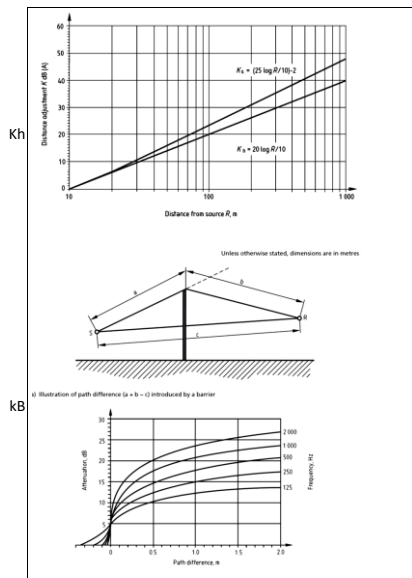 60
50
40
30
20
10
0
Distance adjustment K dB (A)
Ks = (25 log R/10)-2
Kh = 20 log R/10
Kh
10
100
1 000
Distance from source R, m
Unless otherwise stated, dimensions are in metres
a
b
S
R
c
a) Illustration of path difference (a + b – c) introduced by a barrier
kB
30
25
20
15
10
5
Attenuation, dB
2 000
1 000
500
250
125
Frequency, Hz
0
0.5
1.0
1.5
2.0
Path difference, m